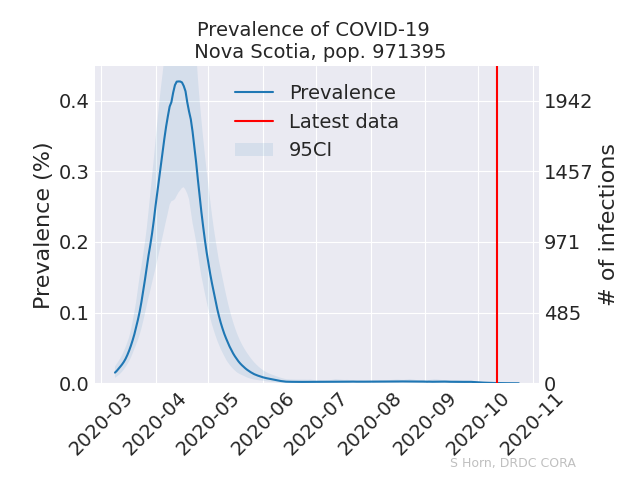 Prevalence of COVID-19
Nova Scotia, pop. 971395
Prevalence (%)
0.4
0.3
0.2
0.1
0.0
Prevalence
Latest data
95CI
1942
1457
971
485
0
# of infections
2020-03
2020-04
2020-05
2020-06
2020-07
2020-08
2020-09
2020-10
2020-11
S Horn, DRDC CORA